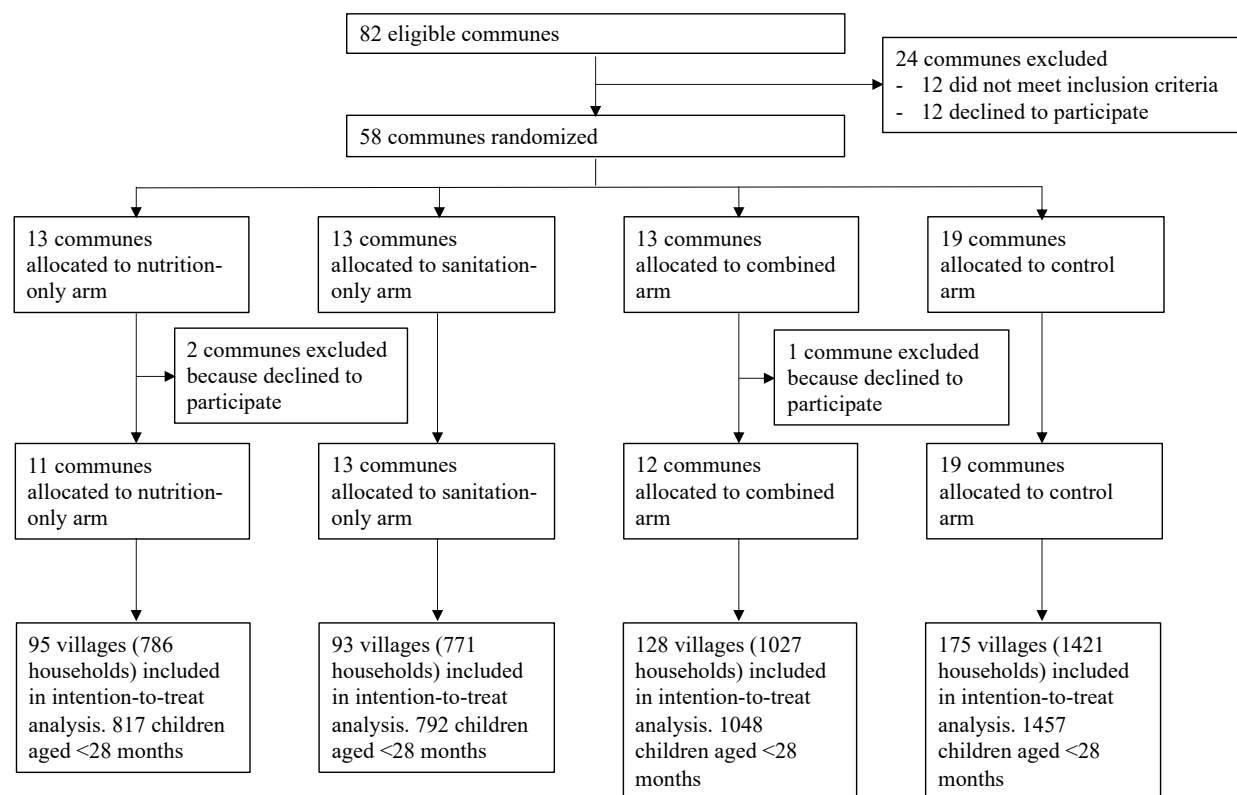 82 eligible communes
24 communes excluded
- 12 did not meet inclusion criteria
- 12 declined to participate
58 communes randomized
13 communes
allocated to nutrition-
only arm
13 communes
allocated to sanitation-
only arm
13 communes
allocated to combined
arm
19 communes
allocated to control
arm
2 communes excluded
because declined to
participate
1 commune excluded
because declined to
participate
11 communes
allocated to nutrition-
only arm
13 communes
allocated to sanitation-
only arm
12 communes
allocated to combined
arm
19 communes
allocated to control
arm
95 villages (786
households) included
in intention-to-treat
analysis. 817 children
aged <28 months
93 villages (771
households) included
in intention-to-treat
analysis. 792 children
aged <28 months
128 villages (1027
households) included
in intention-to-treat
analysis. 1048
children aged <28
months
175 villages (1421
households) included
in intention-to-treat
analysis. 1457
children aged <28
months